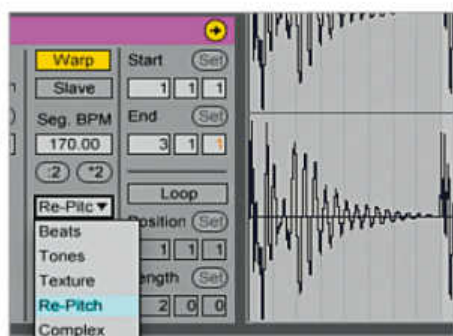 Warp
Start
Set
Slave
1 1 1
Seg. BPM
End
Set
170.00
3 1 1
:2
*2
Loop
Re-Pitc
Position
Set
Beats
1 1 1
Tones
Texture
Length
Set
Re-Pitch
2 0 0
Complex